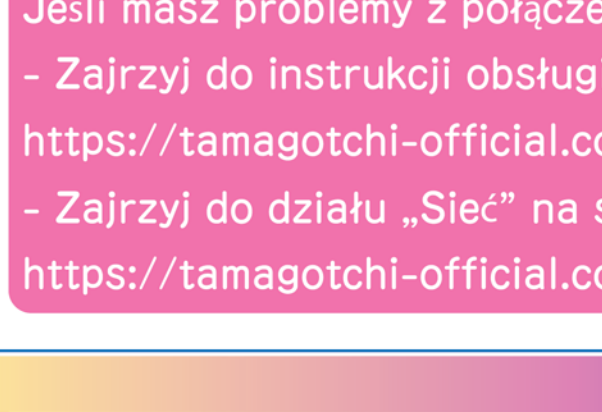 Jeśli masz problemy z połącze
- Zajrzyj do instrukcji obsług
https://tamagotchi-official.co
- Zajrzyj do działu „Sieć” na s
https://tamagotchi-official.co